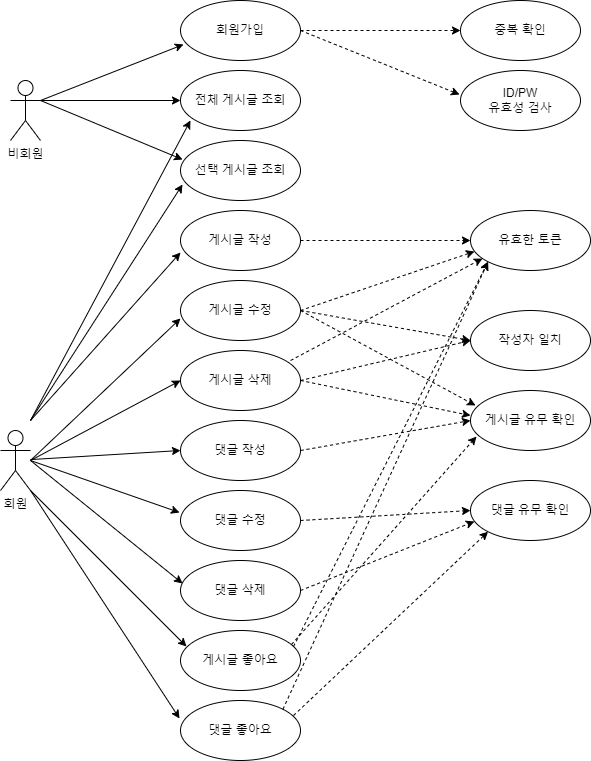 회원가입
중복 확인
전체 게시글 조회
ID/PW
유효성 검사
비회원
선택 게시글 조회
게시글 작성
유효한 토큰
게시글 수정
작성자 일치
게시글 삭제
게시글 유무 확인
댓글 작성
회원
댓글 수정
댓글 유무 확인
댓글 삭제
게시글 좋아요
댓글 좋아요